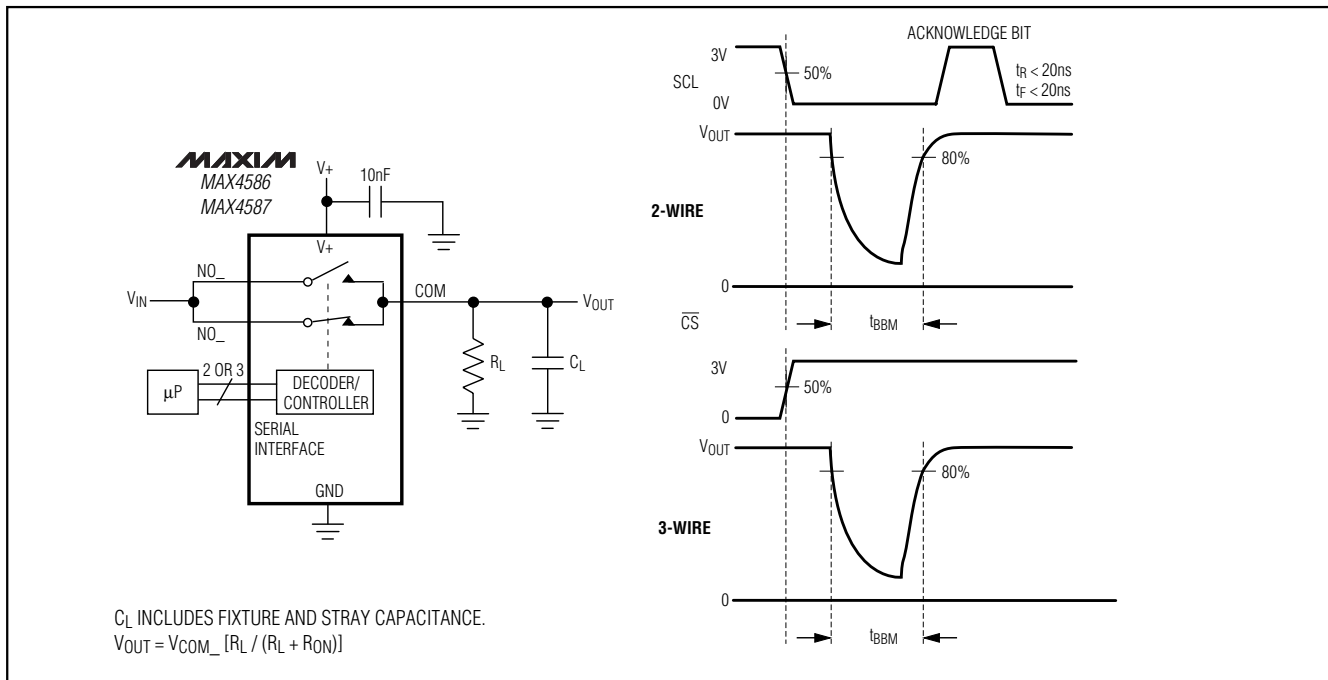 MAXIM
MAX4586
MAX4587
V+
10nF
V+
NO_
VIN
NO_
COM
VOUT
RL
CL
2 OR 3
μP
DECODER/
CONTROLLER
SERIAL
INTERFACE
GND
CL INCLUDES FIXTURE AND STRAY CAPACITANCE.
VOUT = VCOM_ [RL / (RL + RON)]
ACKNOWLEDGE BIT
3V
SCL
50%
0V
tR < 20ns
tF < 20ns
VOUT
80%
2-WIRE
0
CS
tBBM
3V
50%
0
VOUT
80%
3-WIRE
0
tBBM